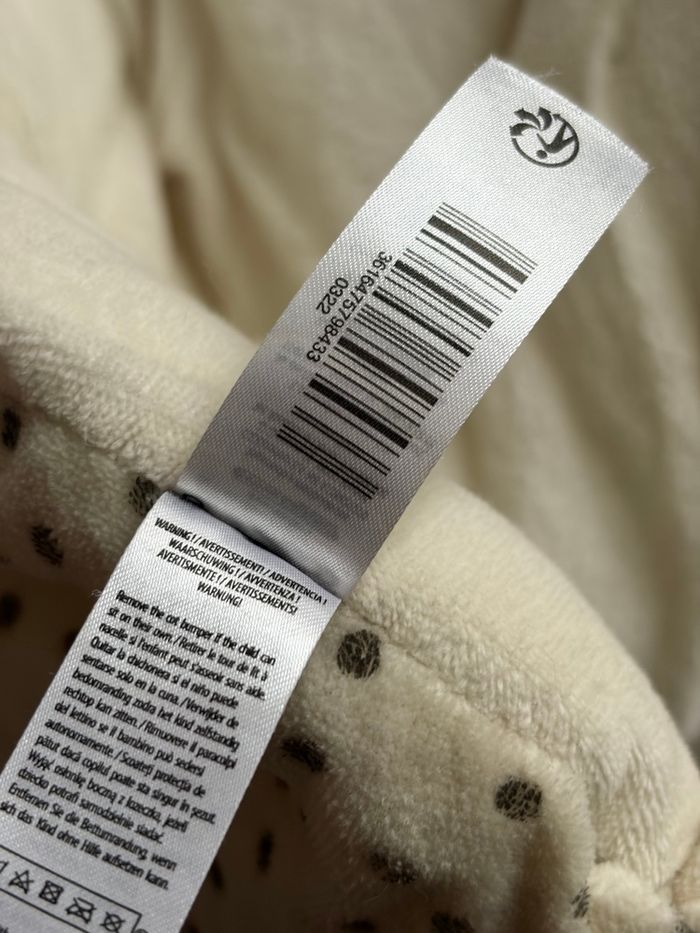 3616475798433
0322
WARNING! / AVERTISSEMENT! / ADVERTENCIA !
WAARSCHUWING ! / AVVERTENZA !
AVERTISMENTE ! / AVERTISSEMENTS!
WARNUNG!
Remove the cot bumper if the child can
sit on their own. / Retirer le tour de lit à
nacelle si l'enfant peut s'asseoir sans aide.
Quitar la chichonera si el niño puede
sentarse solo en la cuna. / Verwijder de
bedomranding zodra het kind zelfstandig
rechtop kan zitten. / Rimuovere il paracolpi
del lettino se il bambino può sedersi
autonomamente. / Scoateți protecția de
pătuț dacă copilul poate sta singur în șezut.
Wyjąć osłonkę boczną z łóżeczka, jeżeli
dziecko potrafi samodzielnie siadać.
Entfernen Sie die Bettumrandung, wenn
sich das Kind ohne Hilfe aufsetzen kann.